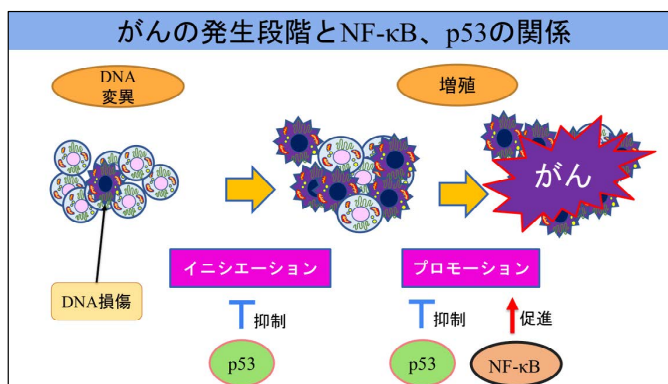 がんの発生段階とNF-κB、p53の関係
DNA
変異
増殖
がん
イニシエーション
プロモーション
DNA損傷
抑制
抑制
促進
p53
p53
NF-κB